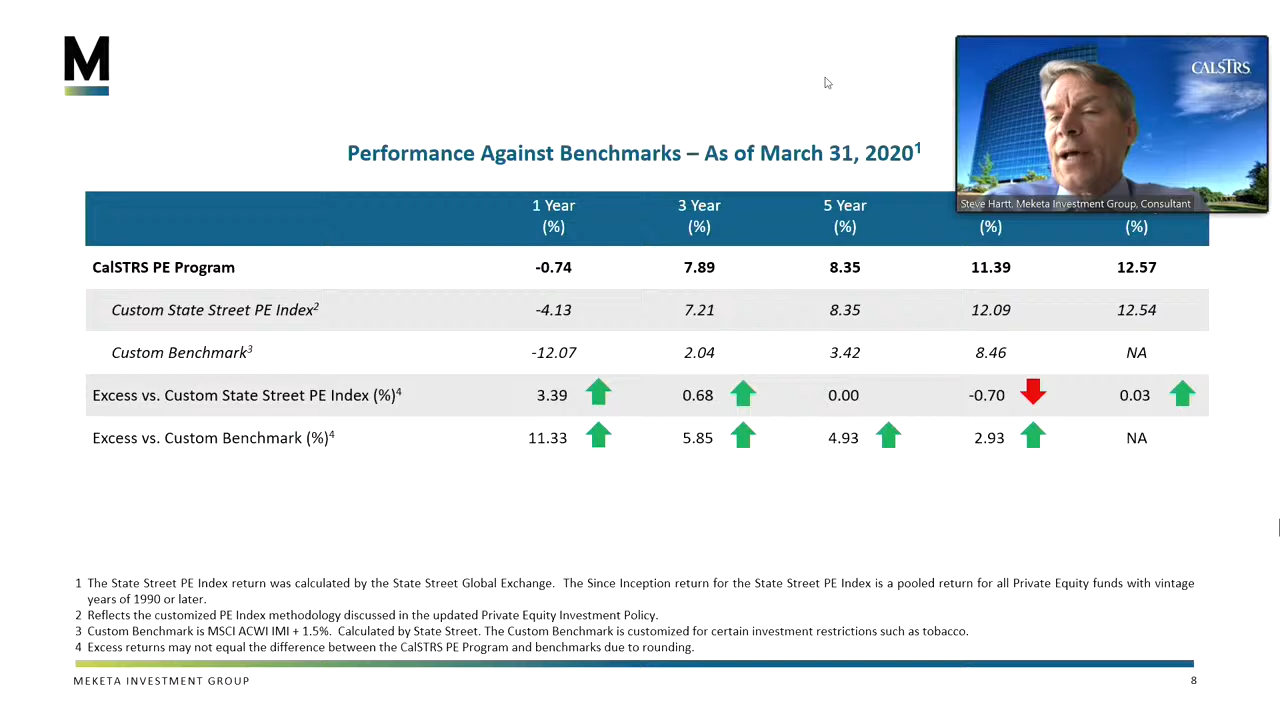 M
CALSTRS
Performance Against Benchmarks – As of March 31, 2020¹
Steve Hartt, Meketa Investment Group, Consultant
1 Year 3 Year 5 Year
(%) (%) (%) (%) (%)
CalSTRS PE Program -0.74 7.89 8.35 11.39 12.57
Custom State Street PE Index² -4.13 7.21 8.35 12.09 12.54
Custom Benchmark³ -12.07 2.04 3.42 8.46 NA
Excess vs. Custom State Street PE Index (%)⁴ 3.39 0.68 0.00 -0.70 0.03
Excess vs. Custom Benchmark (%)⁴ 11.33 5.85 4.93 2.93 NA
1 The State Street PE Index return was calculated by the State Street Global Exchange. The Since Inception return for the State Street PE Index is a pooled return for all Private Equity funds with vintage
years of 1990 or later.
2 Reflects the customized PE Index methodology discussed in the updated Private Equity Investment Policy.
3 Custom Benchmark is MSCI ACWI IMI + 1.5%. Calculated by State Street. The Custom Benchmark is customized for certain investment restrictions such as tobacco.
4 Excess returns may not equal the difference between the CalSTRS PE Program and benchmarks due to rounding.
MEKETA INVESTMENT GROUP 8